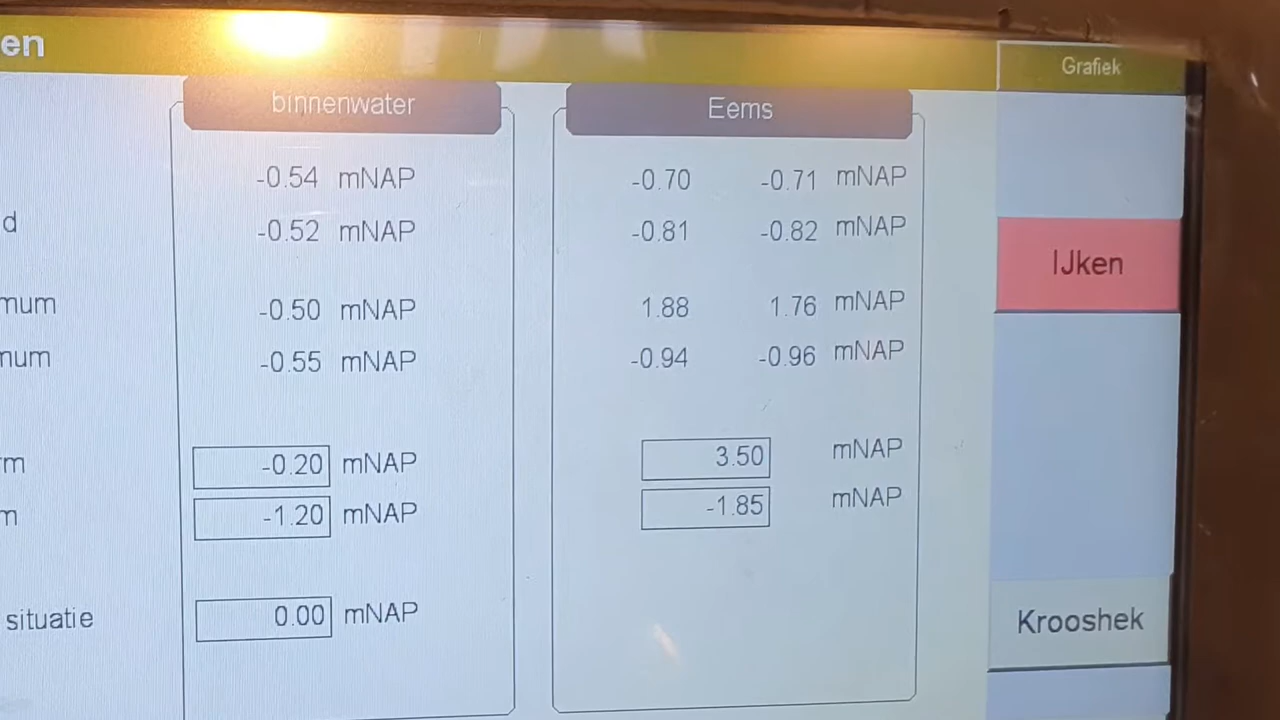 en
Grafiek
binnenwater Eems
-0.54 mNAP -0.70 -0.71 mNAP
d -0.52 mNAP -0.81 -0.82 mNAP
IJken
mum -0.50 mNAP 1.88 1.76 mNAP
mum -0.55 mNAP -0.94 -0.96 mNAP
rm -0.20 mNAP 3.50 mNAP
m -1.20 mNAP -1.85 mNAP
situatie 0.00 mNAP
Krooshek